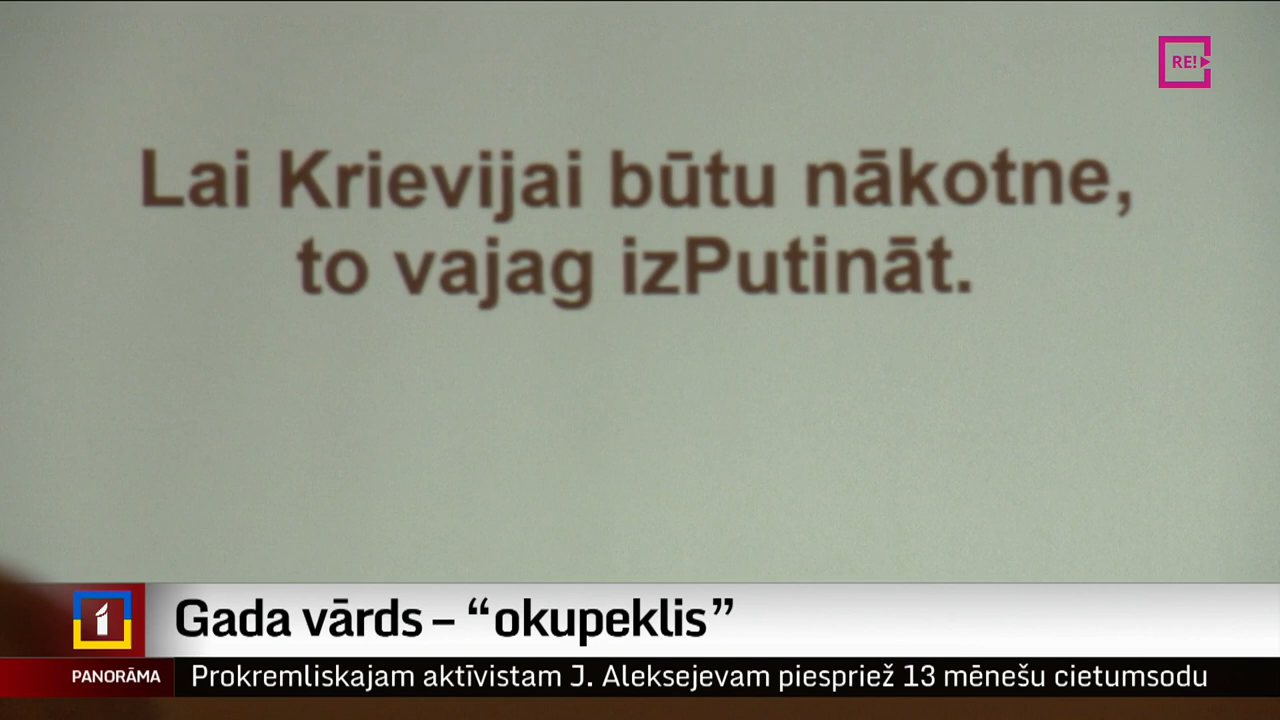 RE!
Lai Krievijai būtu nākotne,
to vajag izPutināt.
1
Gada vārds – “okupeklis”
PANORĀMA
Prokremliskajam aktīvistam J. Aleksejevam piespriež 13 mēnešu cietumsodu